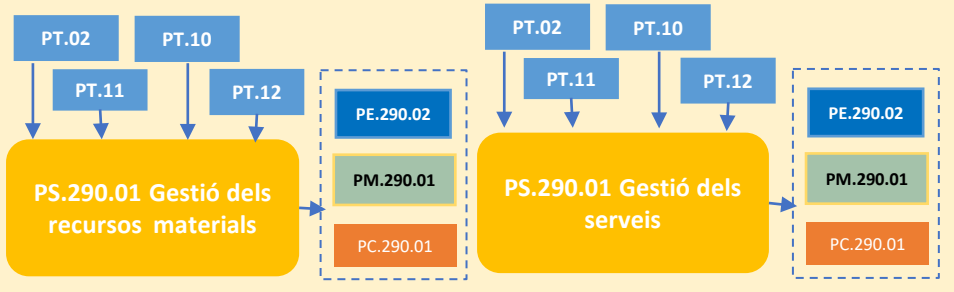 PT.02
PT.10
PT.11
PT.12
PE.290.02
PM.290.01
PC.290.01
PS.290.01 Gestió dels
recursos materials
PT.02
PT.10
PT.11
PT.12
PE.290.02
PM.290.01
PC.290.01
PS.290.01 Gestió dels
serveis